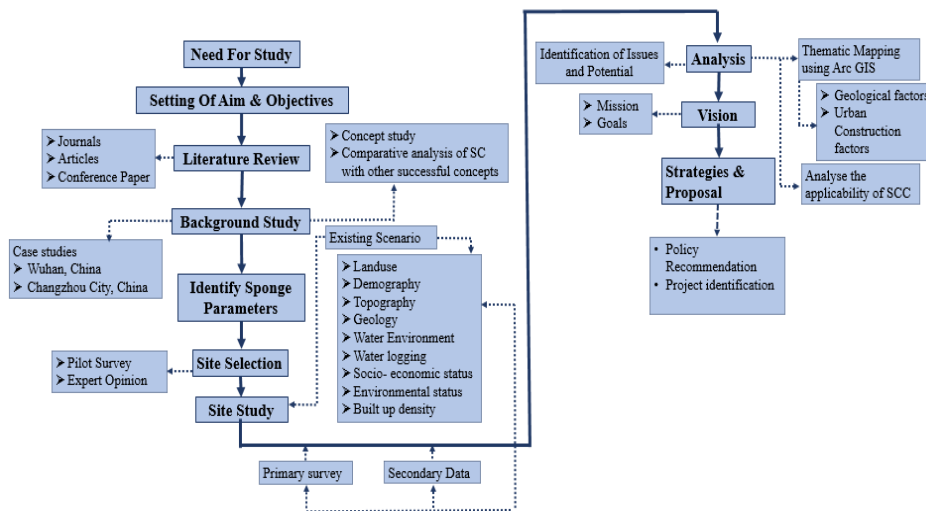 Need For Study
Setting Of Aim & Objectives
➢ Journals
➢ Articles
➢ Conference Paper
Literature Review
➢ Concept study
➢ Comparative analysis of SC
with other successful concepts
Background Study
Case studies
➢ Wuhan, China
➢ Changzhou City, China
Existing Scenario
➢ Landuse
➢ Demography
➢ Topography
➢ Geology
➢ Water Environment
➢ Water logging
➢ Socio- economic status
➢ Environmental status
➢ Built up density
Identify Sponge
Parameters
➢ Pilot Survey
➢ Expert Opinion
Site Selection
Site Study
Primary survey
Secondary Data
Identification of Issues
and Potential
Analysis
Thematic Mapping
using Arc GIS
➢ Geological factors
➢ Urban
Construction
factors
➢ Mission
➢ Goals
Vision
Strategies &
Proposal
Analyse the
applicability of SCC
• Policy
Recommendation
• Project identification